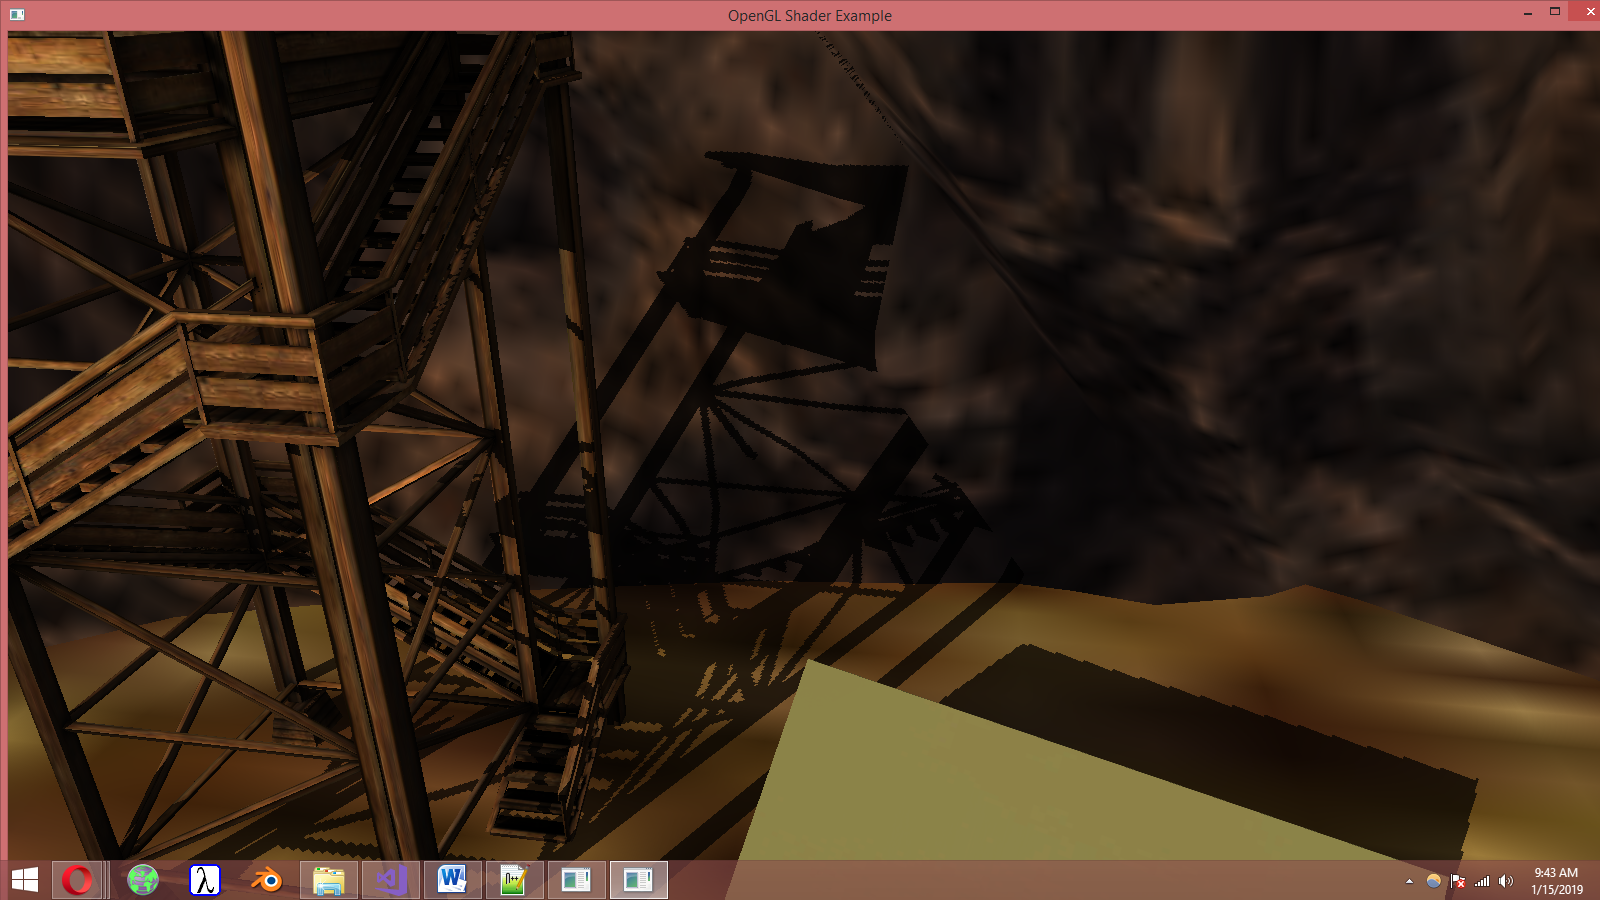 OpenGL Shader Example
λ
W
n++
9:43 AM
1/15/2019